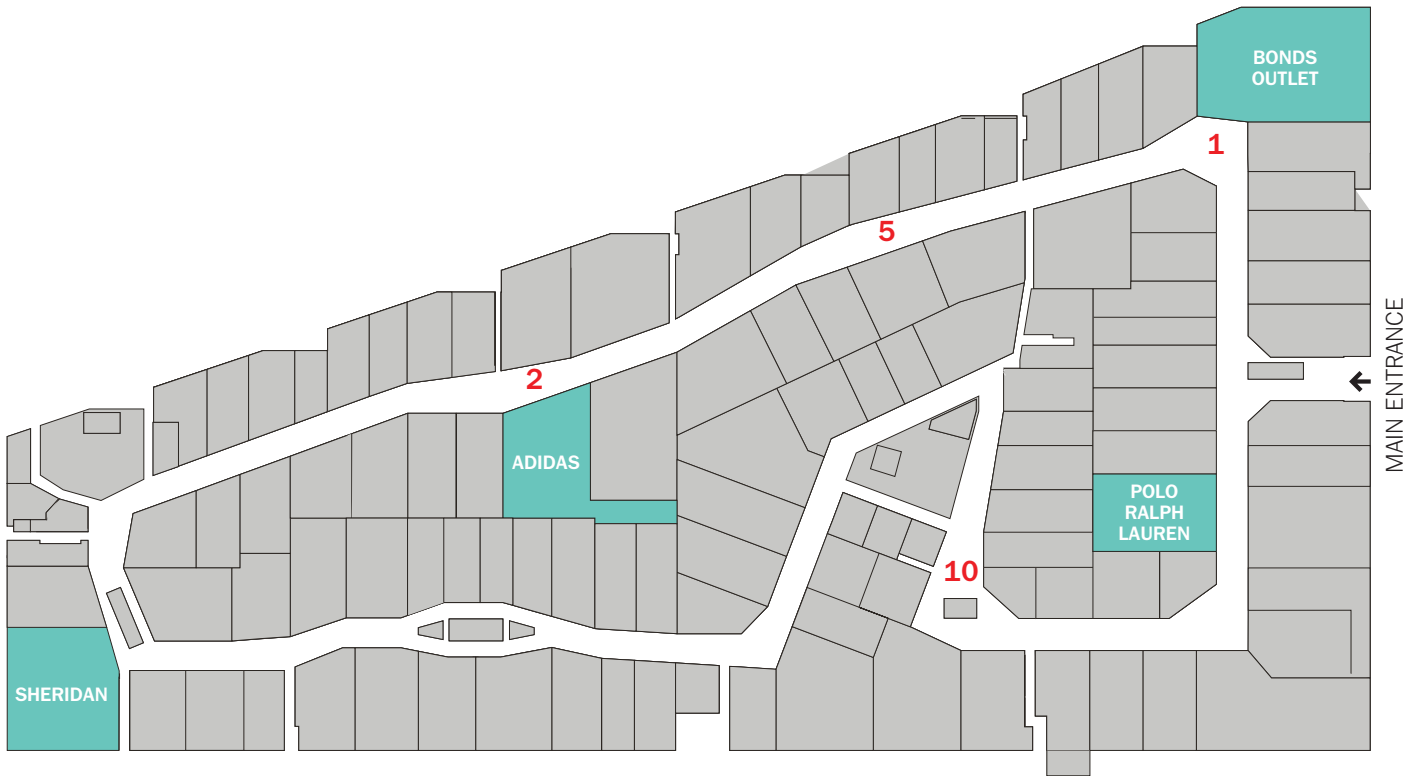 BONDS
OUTLET
1
5
MAIN ENTRANCE
2
ADIDAS
POLO
RALPH
LAUREN
10
SHERIDAN